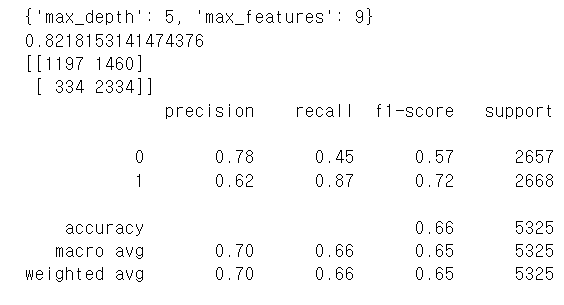 {'max_depth': 5, 'max_features': 9}
0.8218153141474376
[[1197 1460]
 [ 334 2334]]
              precision    recall  f1-score   support

           0       0.78      0.45      0.57      2657
           1       0.62      0.87      0.72      2668

    accuracy                           0.66      5325
   macro avg       0.70      0.66      0.65      5325
weighted avg       0.70      0.66      0.65      5325